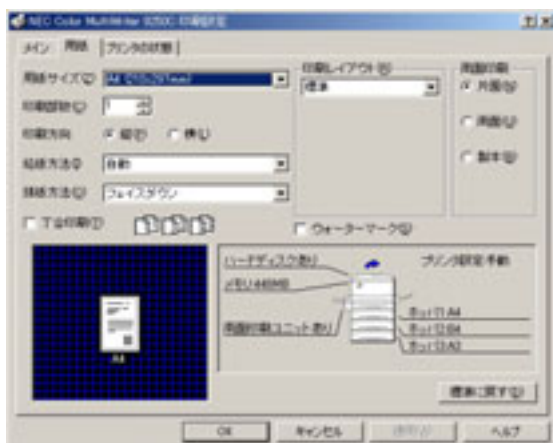 NEC Color MultiWriter 9250C 印刷設定
メイン 用紙 プリンタの状態
用紙サイズ(Z) A4 (210x297mm)
印刷部数(C) 1
印刷方向 縦(P) 横(L)
給紙方法 自動
排紙方法(U) フェイスダウン
丁合印刷(T)
印刷レイアウト(B)
標準
両面印刷
片面(N)
両面(U)
製本(B)
ウォーターマーク(G)
A4
ハードディスクあり
メモリ:448MB
両面印刷ユニットあり
プリンタ設定:手動
ホッパ1:A4
ホッパ2:B4
ホッパ3:A3
標準に戻す(D)
OK キャンセル 適用(A) ヘルプ